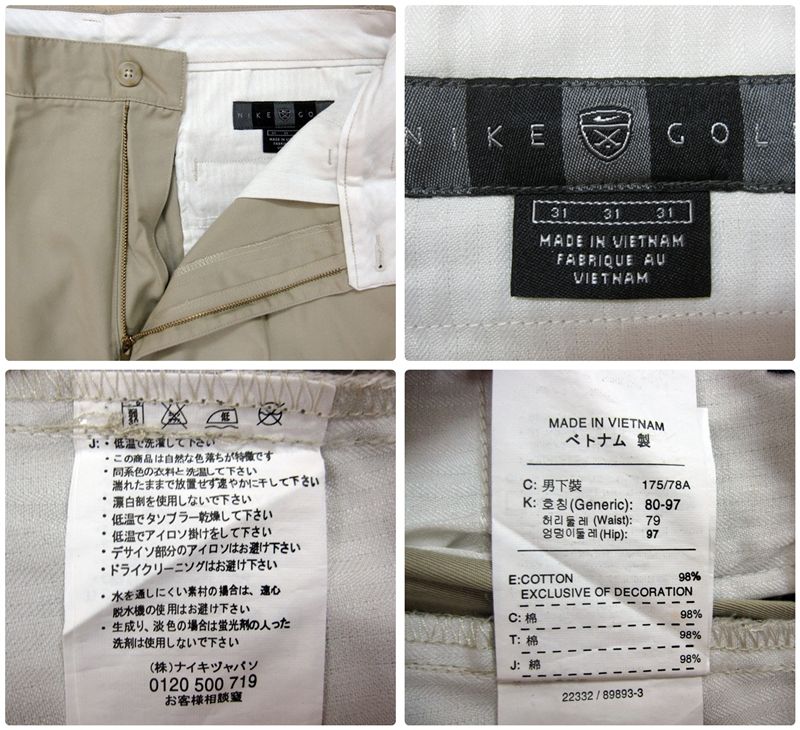 NIKE GOL
31 31 31
MADE IN VIETNAM
FABRIQUE AU
VIETNAM
NIKE GOL
31 31 31
MADE IN VIETNAM
FABRIQUE AU
VIETNAM
低
J: ・低温で洗濯して下さい
・この商品は自然な色落ちが特徴です
・同系色の衣料と洗濯して下さい
濡れたままで放置せず速やかに干して下さい
・漂白剤を使用しないで下さい
・低温でタンブラー乾燥して下さい
・低温でアイロン掛けをして下さい
・デザイン部分のアイロンはお避け下さい
・ドライクリーニングはお避け下さい
・水を通しにくい素材の場合は、遠心
脱水機の使用はお避け下さい
・生成り、淡色の場合は蛍光剤の入った
洗剤は使用しないで下さい
(株)ナイキジャパン
0120 500 719
お客様相談窓
MADE IN VIETNAM
ベトナム 製
C: 男下裝 175/78A
K: 호칭(Generic): 80-97
허리둘레 (Waist): 79
엉덩이둘레(Hip): 97
E:COTTON 98%
EXCLUSIVE OF DECORATION
C: 棉 98%
T: 棉 98%
J: 綿 98%
22332 / 89893-3